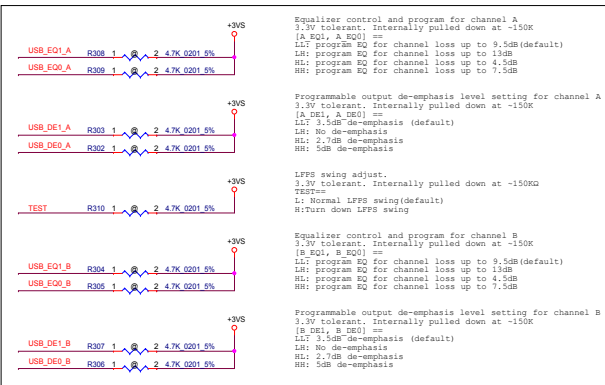 +3VS
USB_EQ1_A R308 1 @ 2 4.7K_0201_5%
USB_EQ0_A R309 1 @ 2 4.7K_0201_5%
Equalizer control and program for channel A
3.3V tolerant. Internally pulled down at ~150K
[A_EQ1, A_EQ0] ==
LL: program EQ for channel loss up to 9.5dB(default)
LH: program EQ for channel loss up to 13dB
HL: program EQ for channel loss up to 4.5dB
HH: program EQ for channel loss up to 7.5dB
+3VS
USB_DE1_A R303 1 @ 2 4.7K_0201_5%
USB_DE0_A R302 1 @ 2 4.7K_0201_5%
Programmable output de-emphasis level setting for channel A
3.3V tolerant. Internally pulled down at ~150K
[A_DE1, A_DE0] ==
LL: 3.5dB de-emphasis (default)
LH: No de-emphasis
HL: 2.7dB de-emphasis
HH: 5dB de-emphasis
+3VS
TEST R310 1 @ 2 4.7K_0201_5%
LFPS swing adjust.
3.3V tolerant. Internally pulled down at ~150KΩ
TEST==
L: Normal LFPS swing(default)
H:Turn down LFPS swing
+3VS
USB_EQ1_B R304 1 @ 2 4.7K_0201_5%
USB_EQ0_B R305 1 @ 2 4.7K_0201_5%
Equalizer control and program for channel B
3.3V tolerant. Internally pulled down at ~150K
[B_EQ1, B_EQ0] ==
LL: program EQ for channel loss up to 9.5dB(default)
LH: program EQ for channel loss up to 13dB
HL: program EQ for channel loss up to 4.5dB
HH: program EQ for channel loss up to 7.5dB
+3VS
USB_DE1_B R307 1 @ 2 4.7K_0201_5%
USB_DE0_B R306 1 @ 2 4.7K_0201_5%
Programmable output de-emphasis level setting for channel B
3.3V tolerant. Internally pulled down at ~150K
[B_DE1, B_DE0] ==
LL: 3.5dB de-emphasis (default)
LH: No de-emphasis
HL: 2.7dB de-emphasis
HH: 5dB de-emphasis